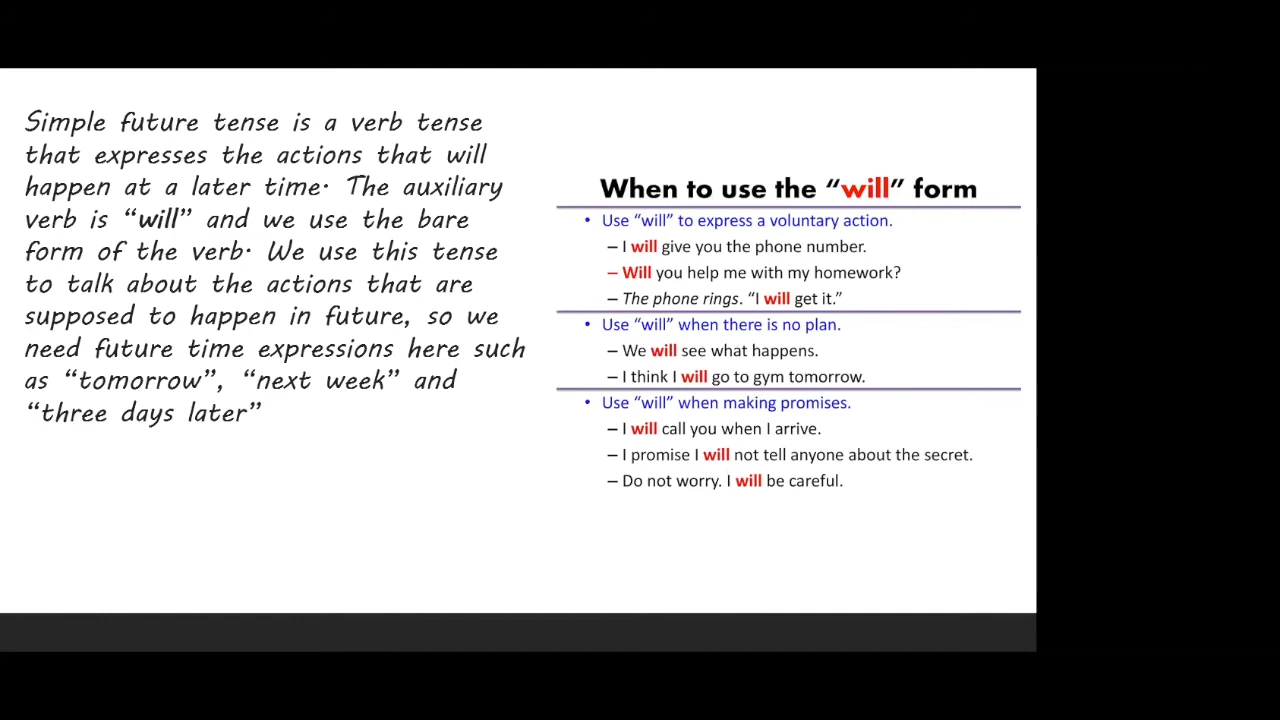 Simple future tense is a verb tense
that expresses the actions that will
happen at a later time. The auxiliary
verb is “will” and we use the bare
form of the verb. We use this tense
to talk about the actions that are
supposed to happen in future, so we
need future time expressions here such
as “tomorrow”, “next week” and
“three days later”
When to use the “will” form
• Use “will” to express a voluntary action.
– I will give you the phone number.
– Will you help me with my homework?
– The phone rings. “I will get it.”
• Use “will” when there is no plan.
– We will see what happens.
– I think I will go to gym tomorrow.
• Use “will” when making promises.
– I will call you when I arrive.
– I promise I will not tell anyone about the secret.
– Do not worry. I will be careful.